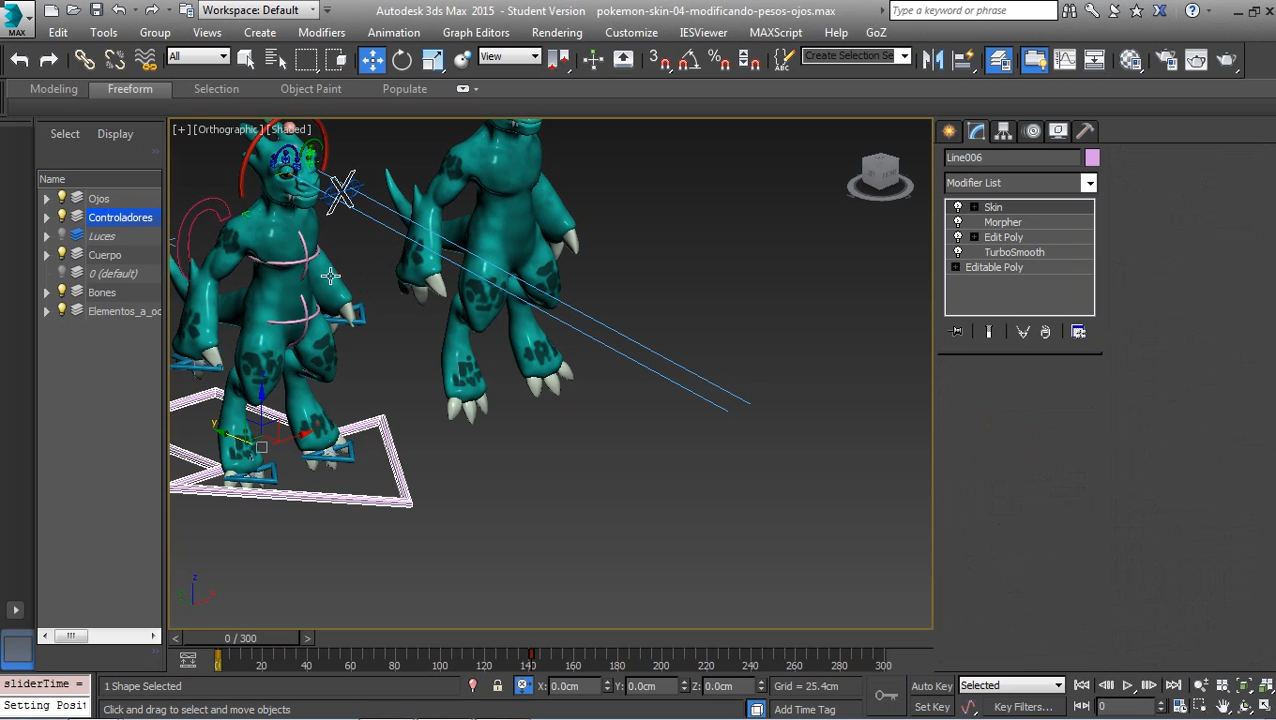 Workspace: Default
Autodesk 3ds Max 2015 - Student Version pokemon-skin-04-modificando-pesos-ojos.max
Type a keyword or phrase
MAX
Edit Tools Group Views Create Modifiers Animation Graph Editors Rendering Customize IESViewer MAXScript Help GoZ
All
View
Create Selection Se
Modeling Freeform Selection Object Paint Populate
Select Display
Name
Ojos
Controladores
Luces
Cuerpo
0 (default)
Bones
Elementos_a_oc
[+] [Orthographic] [Shaded]
Line006
Modifier List
Skin
Morpher
Edit Poly
TurboSmooth
Editable Poly
0 / 300
0 20 40 60 80 100 120 140 160 180 200 220 240 260 280 300
sliderTime =
Setting Posit
1 Shape Selected
X: 0.0cm Y: 0.0cm Z: 0.0cm Grid = 25.4cm
Auto Key Selected
Click and drag to select and move objects
Add Time Tag
Set Key Key Filters... 0